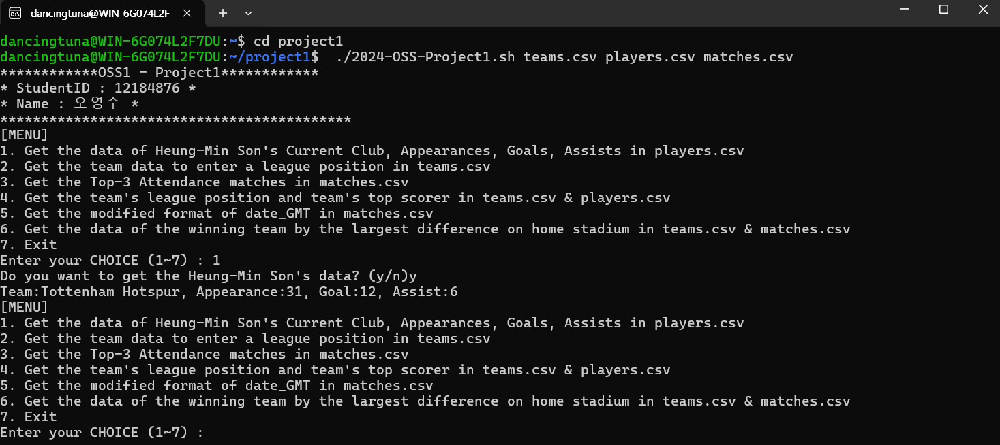 dancingtuna@WIN-6G074L2F
dancingtuna@WIN-6G074L2F7DU:~$ cd project1
dancingtuna@WIN-6G074L2F7DU:~/project1$  ./2024-OSS-Project1.sh teams.csv players.csv matches.csv
************OSS1 - Project1************
* StudentID : 12184876 *
* Name : 오영수 *
*******************************************
[MENU]
1. Get the data of Heung-Min Son's Current Club, Appearances, Goals, Assists in players.csv
2. Get the team data to enter a league position in teams.csv
3. Get the Top-3 Attendance matches in matches.csv
4. Get the team's league position and team's top scorer in teams.csv & players.csv
5. Get the modified format of date_GMT in matches.csv
6. Get the data of the winning team by the largest difference on home stadium in teams.csv & matches.csv
7. Exit
Enter your CHOICE (1~7) : 1
Do you want to get the Heung-Min Son's data? (y/n)y
Team:Tottenham Hotspur, Appearance:31, Goal:12, Assist:6
[MENU]
1. Get the data of Heung-Min Son's Current Club, Appearances, Goals, Assists in players.csv
2. Get the team data to enter a league position in teams.csv
3. Get the Top-3 Attendance matches in matches.csv
4. Get the team's league position and team's top scorer in teams.csv & players.csv
5. Get the modified format of date_GMT in matches.csv
6. Get the data of the winning team by the largest difference on home stadium in teams.csv & matches.csv
7. Exit
Enter your CHOICE (1~7) :